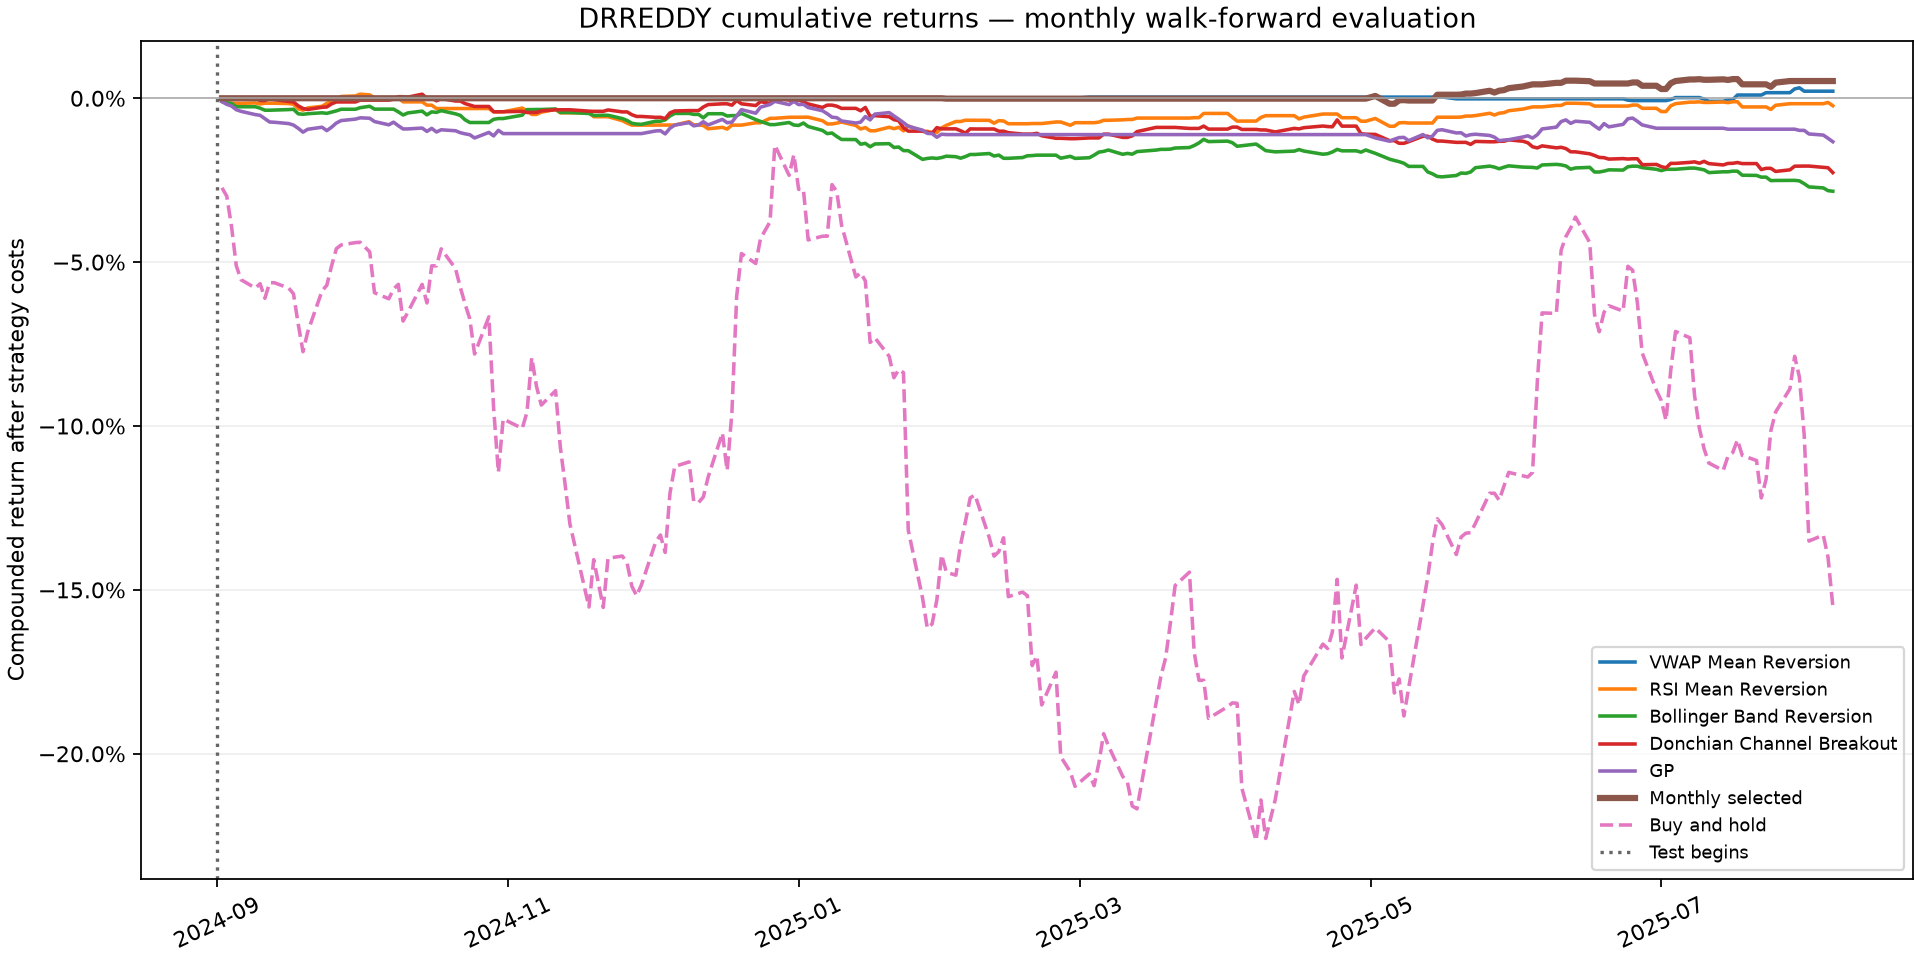 DRREDDY cumulative returns — monthly walk-forward evaluation
Compounded return after strategy costs
0.0%
−5.0%
−10.0%
−15.0%
−20.0%
2024-09
2024-11
2025-01
2025-03
2025-05
2025-07
VWAP Mean Reversion
RSI Mean Reversion
Bollinger Band Reversion
Donchian Channel Breakout
GP
Monthly selected
Buy and hold
Test begins